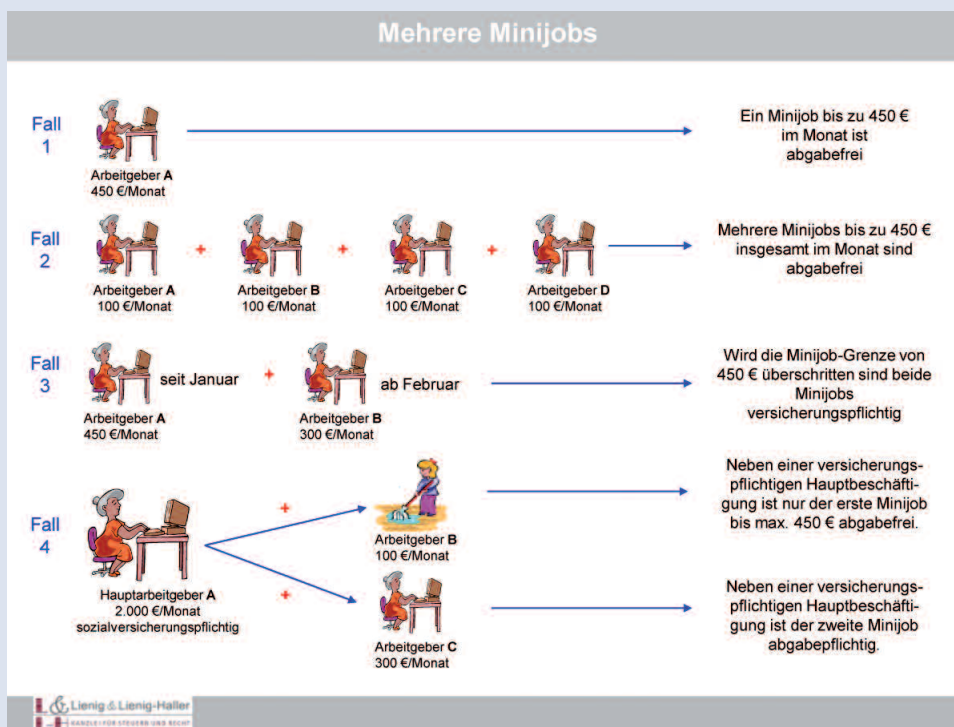 Mehrere Minijobs
Fall
1
Arbeitgeber A
450 €/Monat
Ein Minijob bis zu 450 €
im Monat ist
abgabefrei
Fall
2
Arbeitgeber A
100 €/Monat
+
Arbeitgeber B
100 €/Monat
+
Arbeitgeber C
100 €/Monat
+
Arbeitgeber D
100 €/Monat
Mehrere Minijobs bis zu 450 €
insgesamt im Monat sind
abgabefrei
Fall
3
seit Januar
Arbeitgeber A
450 €/Monat
+
ab Februar
Arbeitgeber B
300 €/Monat
Wird die Minijob-Grenze von
450 € überschritten sind beide
Minijobs
versicherungspflichtig
Fall
4
Hauptarbeitgeber A
2.000 €/Monat
sozialversicherungspflichtig
+
Arbeitgeber B
100 €/Monat
Neben einer versicherungs-
pflichtigen Hauptbeschäfti-
gung ist nur der erste Minijob
bis max. 450 € abgabefrei.
+
Arbeitgeber C
300 €/Monat
Neben einer versicherungs-
pflichtigen Hauptbeschäfti-
gung ist der zweite Minijob
abgabepflichtig.
L&L-H Lienig & Lienig-Haller
KANZLEI FÜR STEUERN UND RECHT